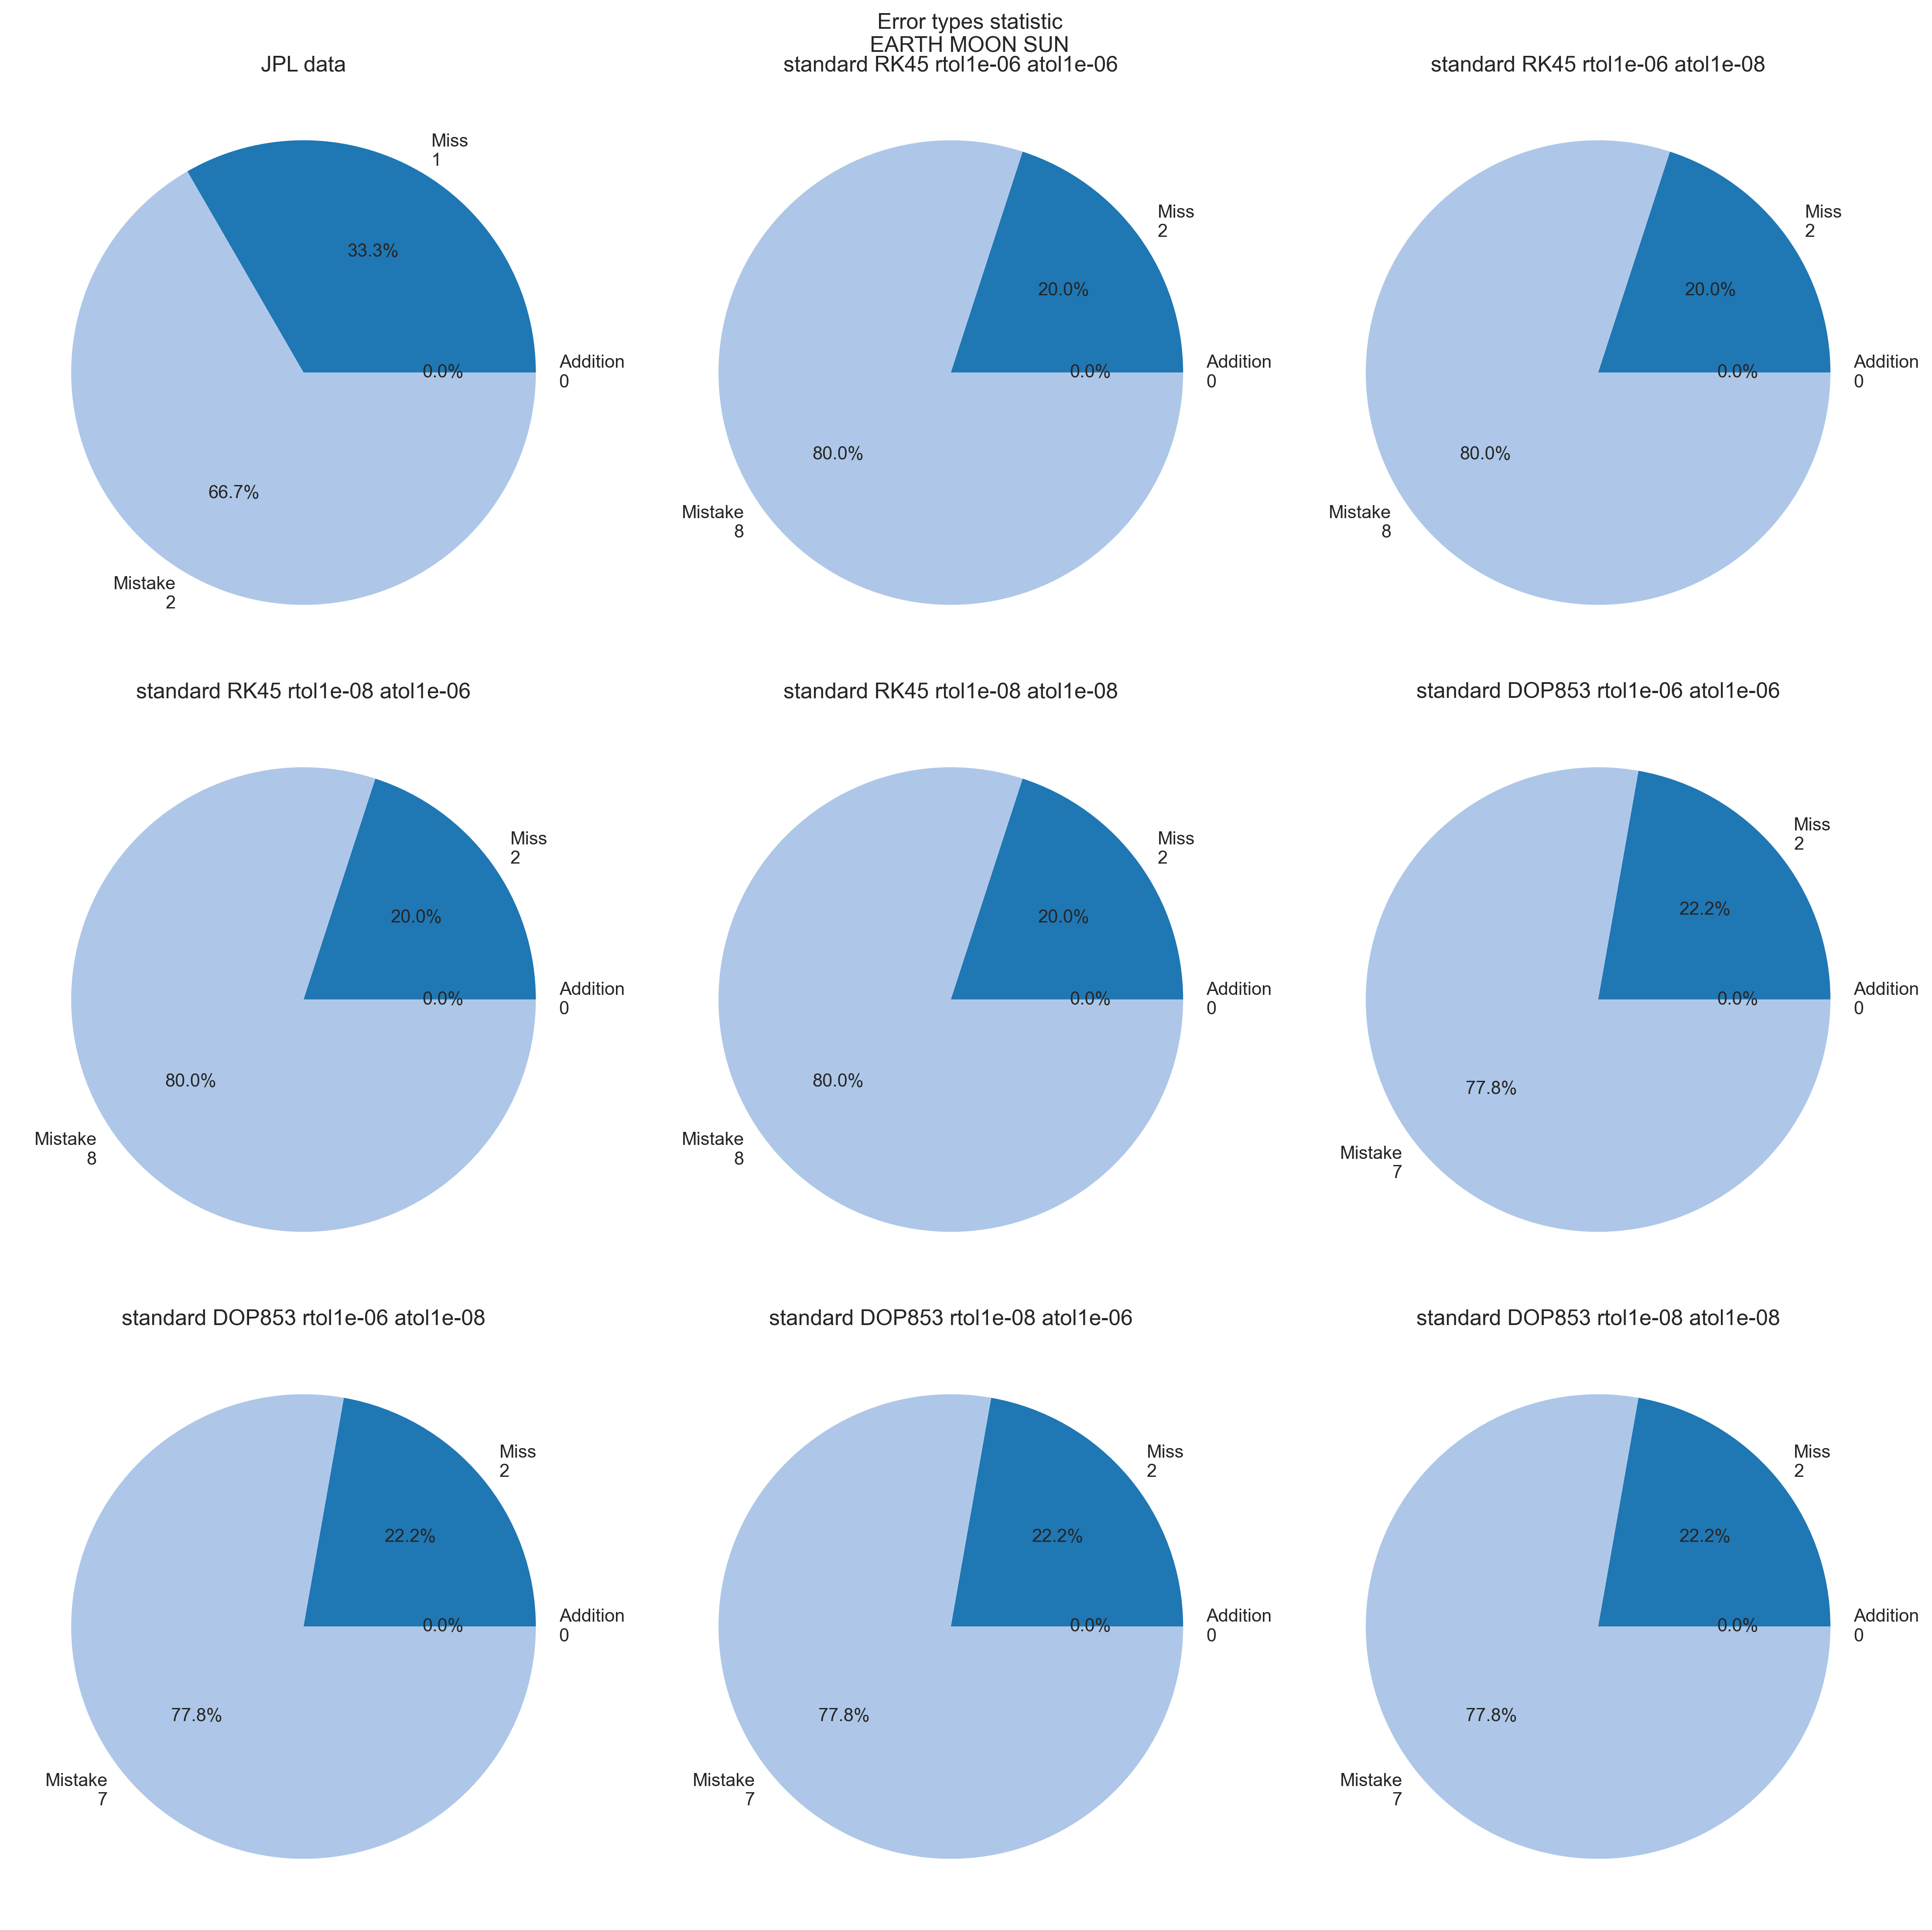 Error types statistic
EARTH MOON SUN
JPL data
Miss
1
33.3%
Addition
0
0.0%
66.7%
Mistake
2
standard RK45 rtol1e-06 atol1e-06
Miss
2
20.0%
Addition
0
0.0%
80.0%
Mistake
8
standard RK45 rtol1e-06 atol1e-08
Miss
2
20.0%
Addition
0
0.0%
80.0%
Mistake
8
standard RK45 rtol1e-08 atol1e-06
Miss
2
20.0%
Addition
0
0.0%
80.0%
Mistake
8
standard RK45 rtol1e-08 atol1e-08
Miss
2
20.0%
Addition
0
0.0%
80.0%
Mistake
8
standard DOP853 rtol1e-06 atol1e-06
Miss
2
22.2%
Addition
0
0.0%
77.8%
Mistake
7
standard DOP853 rtol1e-06 atol1e-08
Miss
2
22.2%
Addition
0
0.0%
77.8%
Mistake
7
standard DOP853 rtol1e-08 atol1e-06
Miss
2
22.2%
Addition
0
0.0%
77.8%
Mistake
7
standard DOP853 rtol1e-08 atol1e-08
Miss
2
22.2%
Addition
0
0.0%
77.8%
Mistake
7